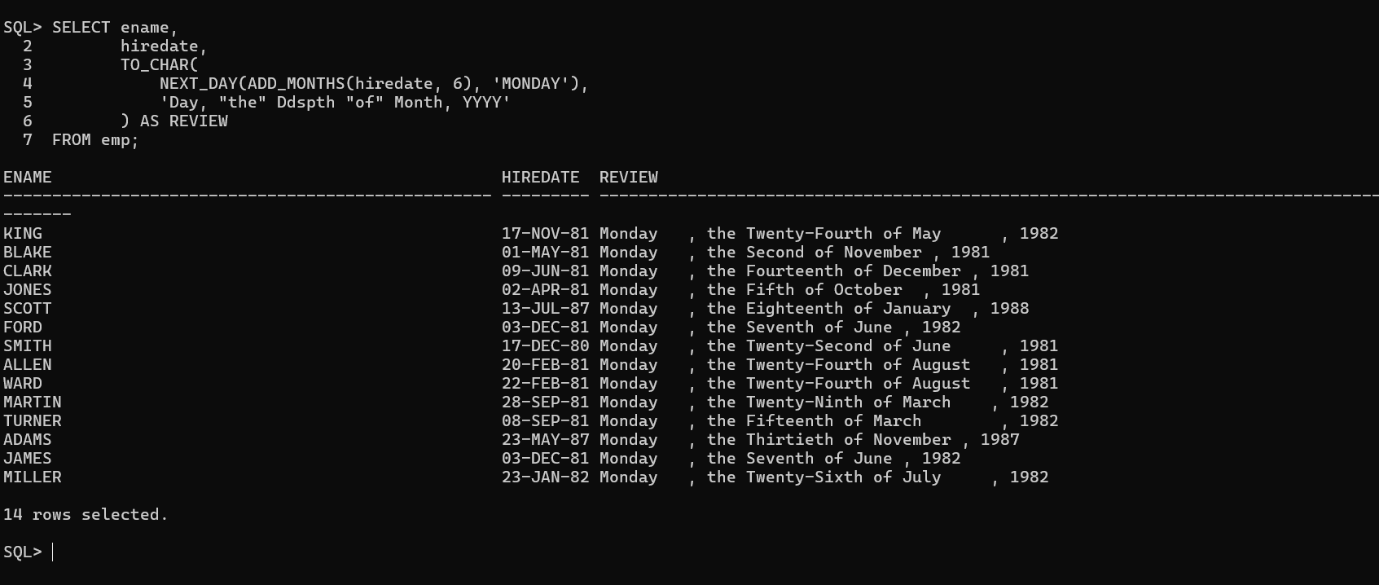 SQL> SELECT ename,
  2         hiredate,
  3         TO_CHAR(
  4             NEXT_DAY(ADD_MONTHS(hiredate, 6), 'MONDAY'),
  5             'Day, "the" Ddspth "of" Month, YYYY'
  6         ) AS REVIEW
  7  FROM emp;
ENAME                                              HIREDATE  REVIEW
-------------------------------------------------- --------- --------------------------------------------------------------------------------
-------
KING                                               17-NOV-81 Monday   , the Twenty-Fourth of May      , 1982
BLAKE                                              01-MAY-81 Monday   , the Second of November , 1981
CLARK                                              09-JUN-81 Monday   , the Fourteenth of December , 1981
JONES                                              02-APR-81 Monday   , the Fifth of October  , 1981
SCOTT                                              13-JUL-87 Monday   , the Eighteenth of January  , 1988
FORD                                               03-DEC-81 Monday   , the Seventh of June , 1982
SMITH                                              17-DEC-80 Monday   , the Twenty-Second of June     , 1981
ALLEN                                              20-FEB-81 Monday   , the Twenty-Fourth of August   , 1981
WARD                                               22-FEB-81 Monday   , the Twenty-Fourth of August   , 1981
MARTIN                                             28-SEP-81 Monday   , the Twenty-Ninth of March    , 1982
TURNER                                             08-SEP-81 Monday   , the Fifteenth of March        , 1982
ADAMS                                              23-MAY-87 Monday   , the Thirtieth of November , 1987
JAMES                                              03-DEC-81 Monday   , the Seventh of June , 1982
MILLER                                             23-JAN-82 Monday   , the Twenty-Sixth of July     , 1982
14 rows selected.
SQL>